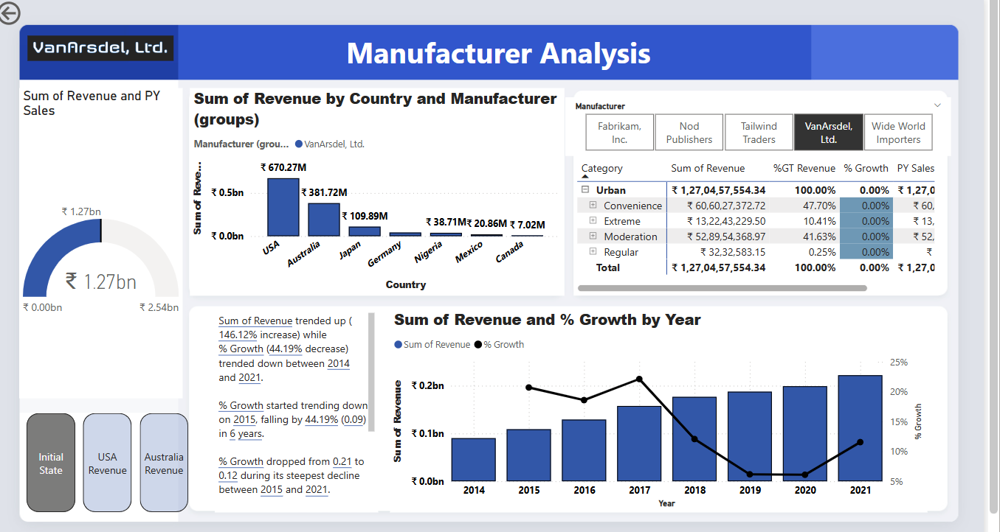 VanArsdel, Ltd.
Manufacturer Analysis
Sum of Revenue and PY
Sales
₹ 1.27bn
₹ 1.27bn
₹ 0.00bn
₹ 2.54bn
Initial
State
USA
Revenue
Australia
Revenue
Sum of Revenue by Country and Manufacturer
(groups)
Manufacturer (grou... VanArsdel, Ltd.
Sum of Reve...
₹ 0.5bn
₹ 0.0bn
₹ 670.27M
₹ 381.72M
₹ 109.89M
₹ 38.71M
₹ 20.86M
₹ 7.02M
USA
Australia
Japan
Germany
Nigeria
Mexico
Canada
Country
Manufacturer
Fabrikam,
Inc.
Nod
Publishers
Tailwind
Traders
VanArsdel,
Ltd.
Wide World
Importers
Category Sum of Revenue %GT Revenue % Growth PY Sales
Urban ₹ 1,27,04,57,554.34 100.00% 0.00% ₹ 1,27,0
Convenience ₹ 60,60,27,372.72 47.70% 0.00% ₹ 60,
Extreme ₹ 13,22,43,229.50 10.41% 0.00% ₹ 13,
Moderation ₹ 52,89,54,368.97 41.63% 0.00% ₹ 52,
Regular ₹ 32,32,583.15 0.25% 0.00% ₹
Total ₹ 1,27,04,57,554.34 100.00% 0.00% ₹ 1,27,0
Sum of Revenue trended up (
146.12% increase) while
% Growth (44.19% decrease)
trended down between 2014
and 2021.
% Growth started trending down
on 2015, falling by 44.19% (0.09)
in 6 years.
% Growth dropped from 0.21 to
0.12 during its steepest decline
between 2015 and 2021.
Sum of Revenue and % Growth by Year
Sum of Revenue % Growth
Sum of Revenue
₹ 0.2bn
₹ 0.1bn
₹ 0.0bn
25%
20%
15%
10%
5%
% Growth
2014 2015 2016 2017 2018 2019 2020 2021
Year